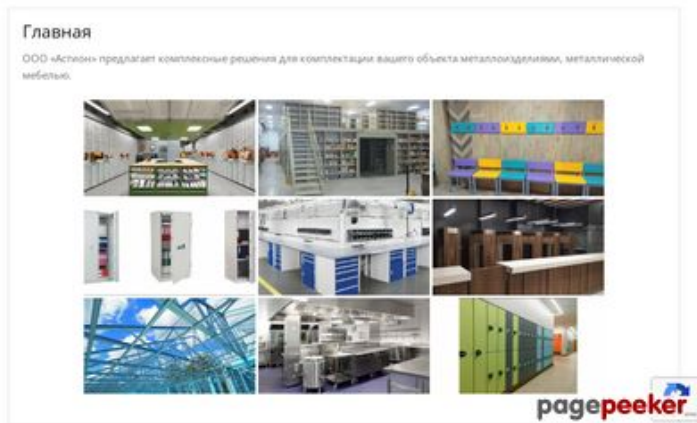 Главная
ООО «Астион» предлагает комплексные решения для комплектации вашего объекта металлоизделиями, металлической
мебелью.
pagepeeker